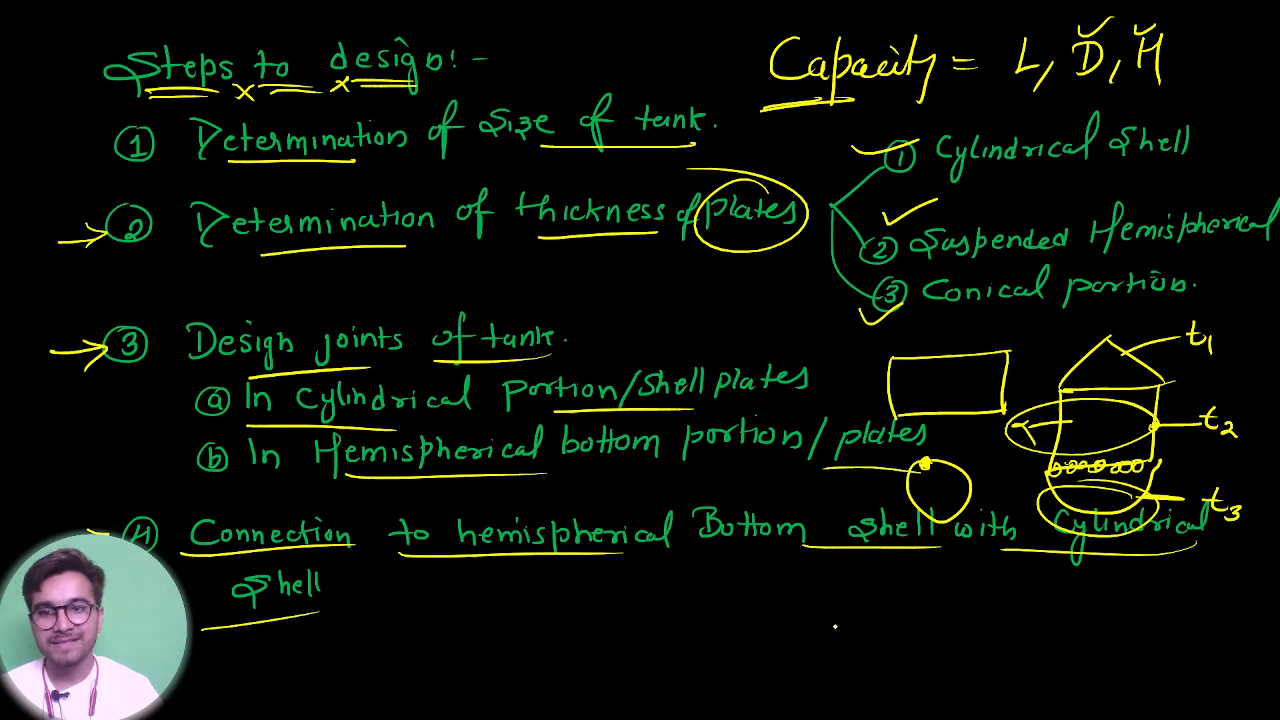 Steps to design:-
Capacity = L, D, H
① Determination of Size of tank.
① Cylindrical Shell
② Determination of thickness of plates
② Suspended Hemispherical
③ Conical portion.
③ Design joints of tank.
t1
ⓐ In Cylindrical Portion/Shell plates
t2
ⓑ In Hemispherical bottom portion/plates
t3
④ Connection to hemispherical Bottom Shell with Cylindrical
Shell